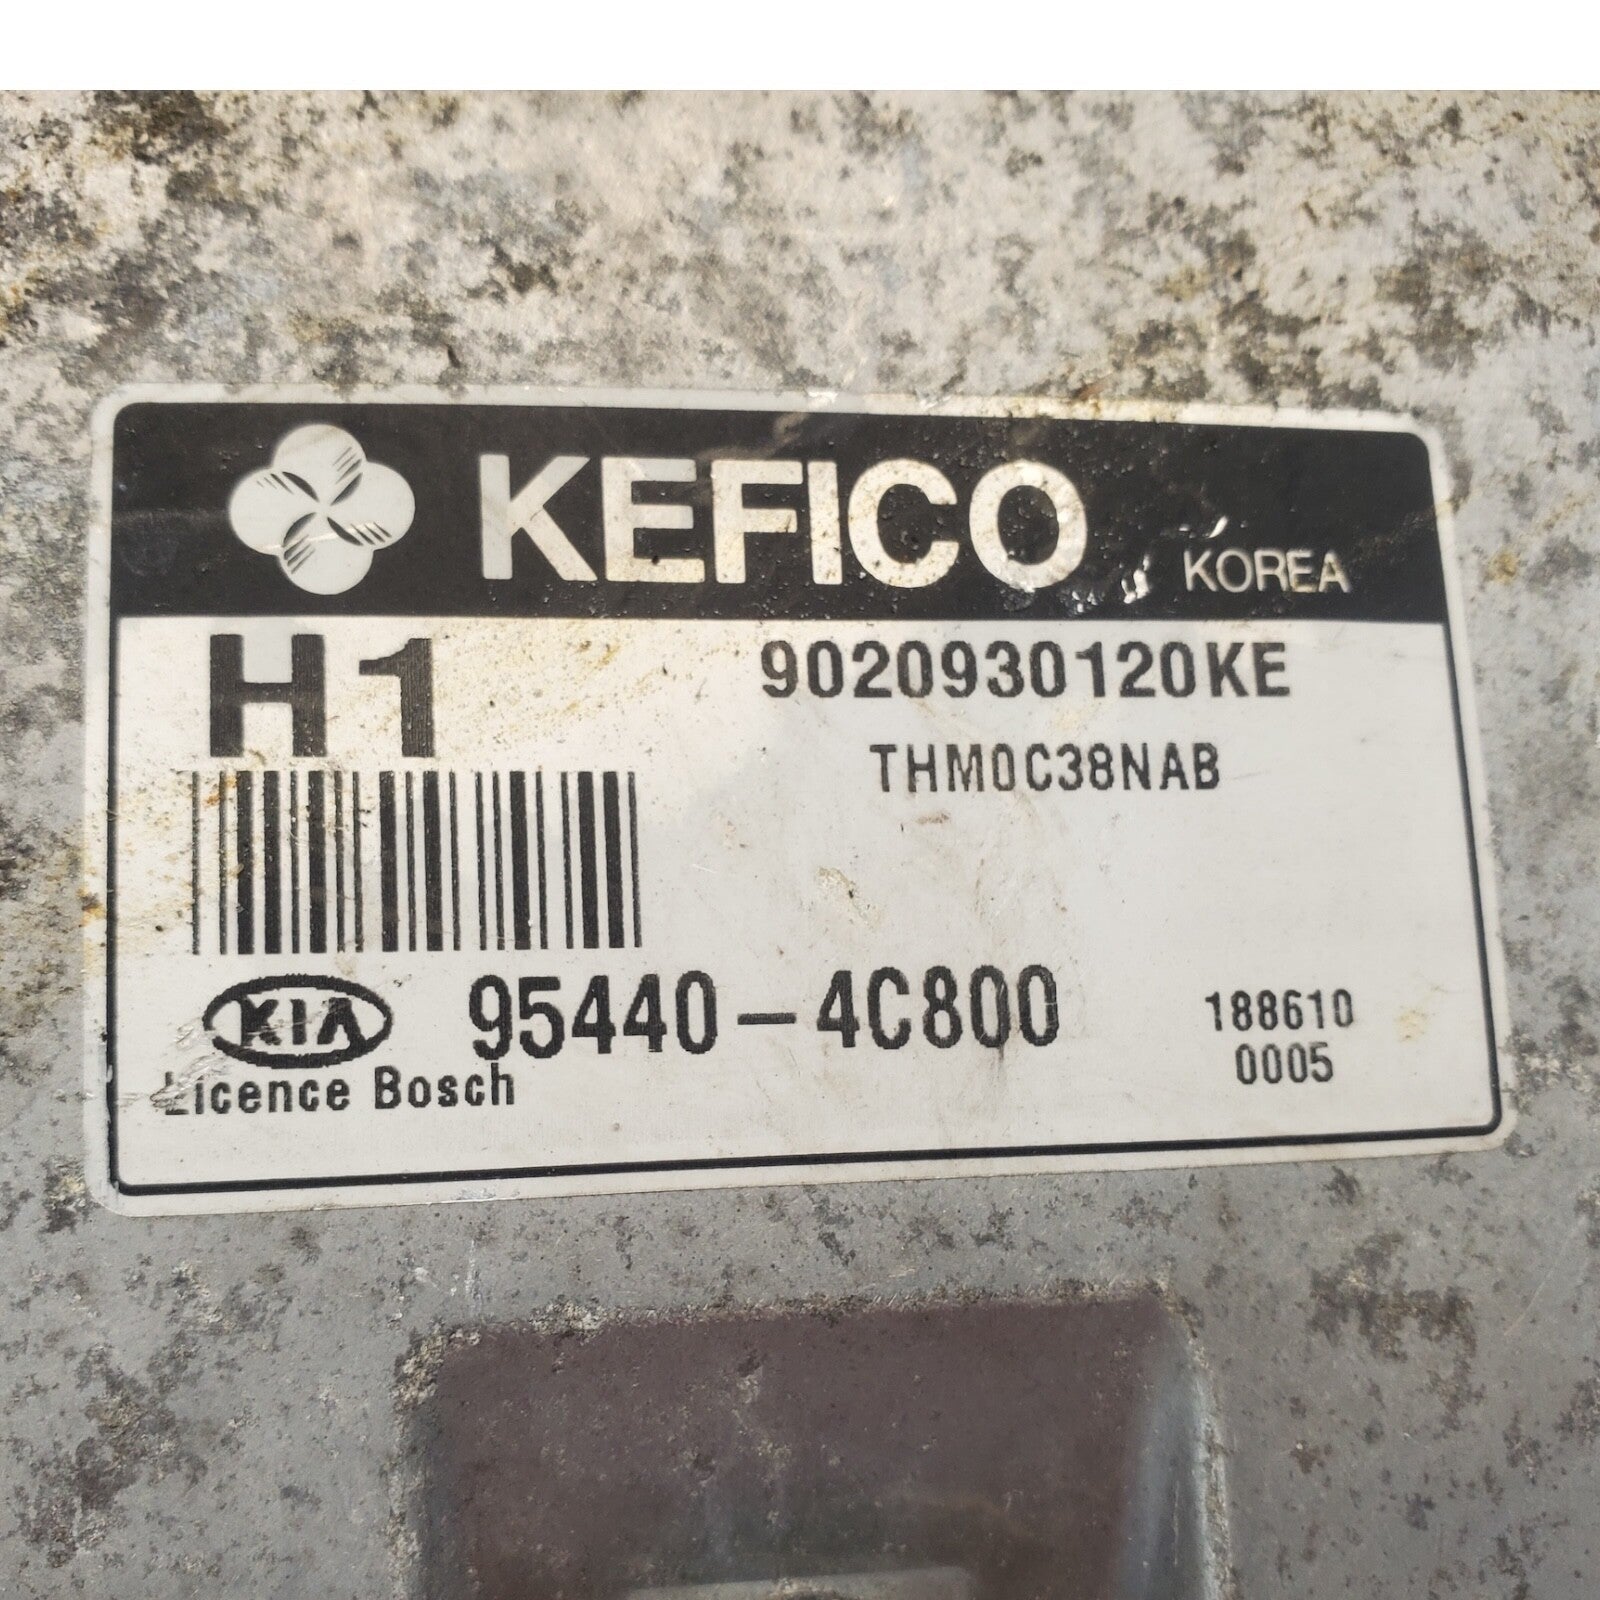 KEFICO KOREA
H1
9020930120KE
THM0C38NAB
KIA 95440-4C800
188610
0005
Licence Bosch